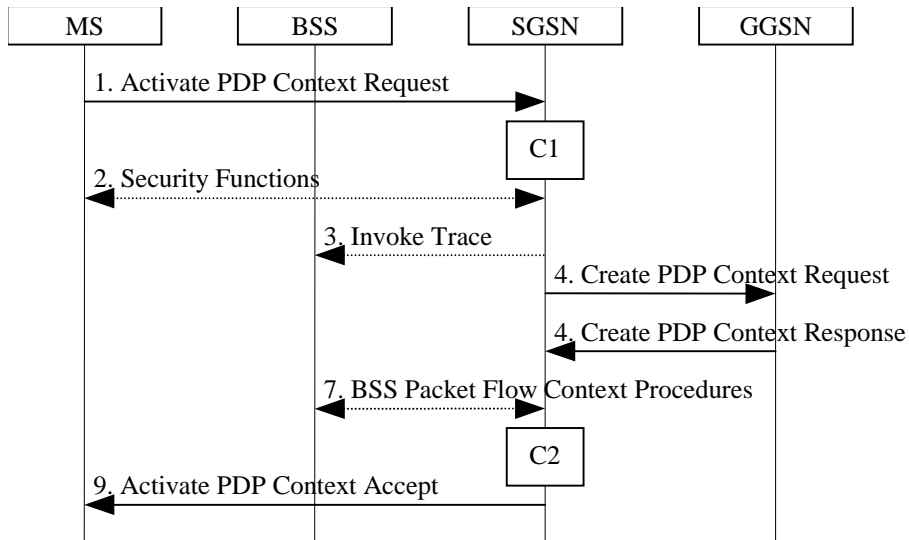 MS
BSS
SGSN
GGSN
1. Activate PDP Context Request
C1
2. Security Functions
3. Invoke Trace
4. Create PDP Context Request
4. Create PDP Context Response
7. BSS Packet Flow Context Procedures
C2
9. Activate PDP Context Accept